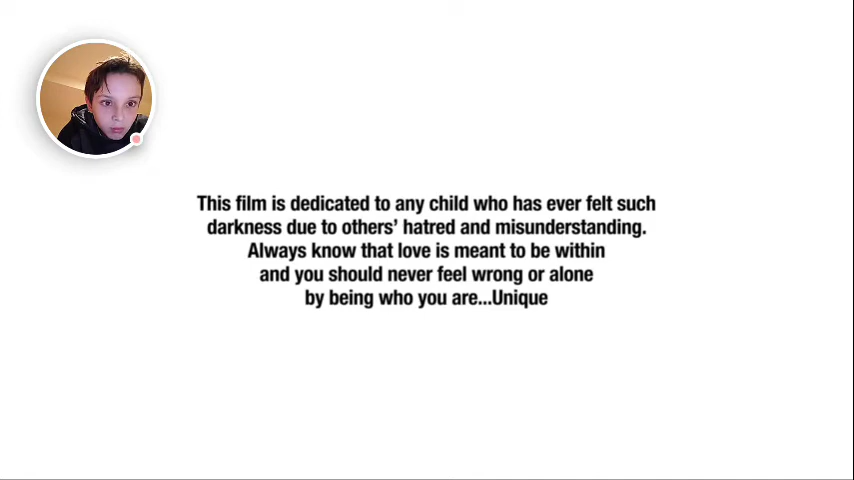 This film is dedicated to any child who has ever felt such
darkness due to others’ hatred and misunderstanding.
Always know that love is meant to be within
and you should never feel wrong or alone
by being who you are...Unique